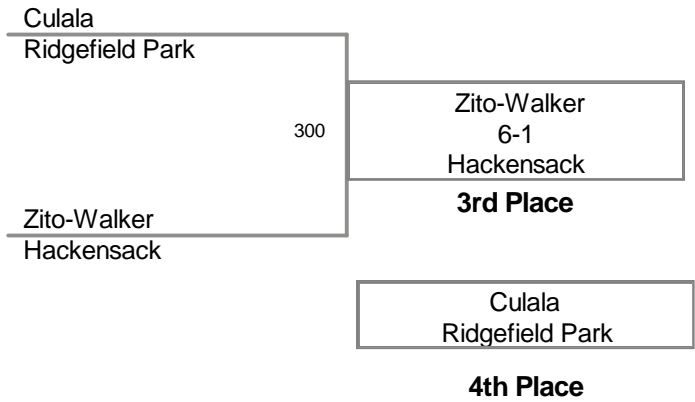 Culala
Ridgefield Park
300
Zito-Walker
6-1
Hackensack
3rd Place
Zito-Walker
Hackensack
Culala
Ridgefield Park
4th Place